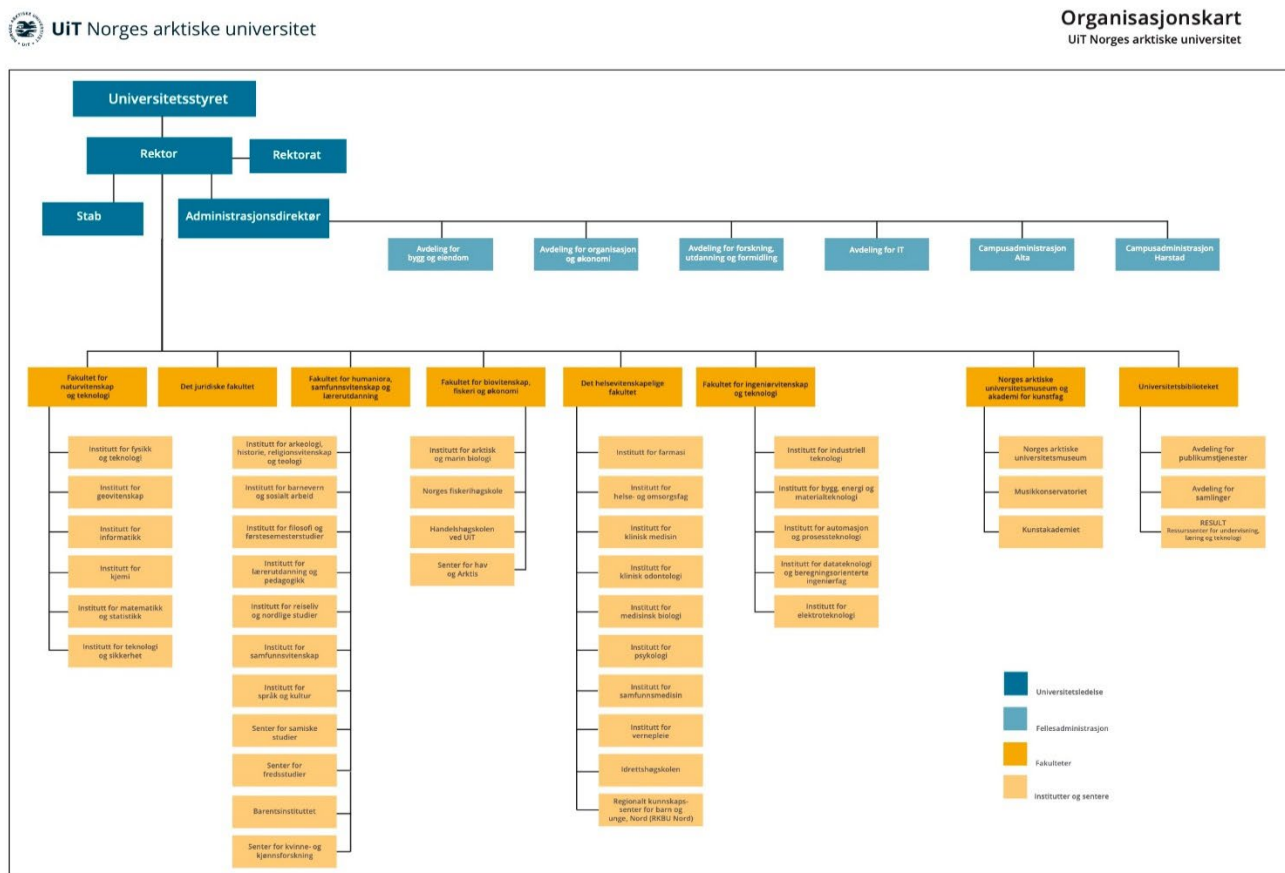 UiT Norges arktiske universitet
Organisasjonskart
UiT Norges arktiske universitet
Universitetsstyret
Rektor
Rektorat
Stab
Administrasjonsdirektør
Avdeling for
bygg og eiendom
Avdeling for organisasjon
og økonomi
Avdeling for forskning,
utdanning og formidling
Avdeling for IT
Campusadministrasjon
Alta
Campusadministrasjon
Harstad
Fakultet for
naturvitenskap
og teknologi
Institutt for fysikk
og teknologi
Institutt for
geovitenskap
Institutt for
informatikk
Institutt for
kjemi
Institutt for matematikk
og statistikk
Institutt for teknologi
og sikkerhet
Det juridiske fakultet
Fakultet for humaniora,
samfunnsvitenskap og
lærerutdanning
Institutt for arkeologi,
historie, religionsvitenskap
og teologi
Institutt for barnevern
og sosialt arbeid
Institutt for filosofi og
førstesemesterstudier
Institutt for
lærerutdanning og
pedagogikk
Institutt for reiseliv
og nordlige studier
Institutt for
samfunnsvitenskap
Institutt for
språk og kultur
Senter for samiske
studier
Senter for
fredsstudier
Barentsinstituttet
Senter for kvinne- og
kjønnsforskning
Fakultet for biovitenskap,
fiskeri og økonomi
Institutt for arktisk
og marin biologi
Norges fiskerihøgskole
Handelshøgskolen
ved UiT
Senter for hav
og Arktis
Det helsevitenskapelige
fakultet
Institutt for farmasi
Institutt for
helse- og omsorgsfag
Institutt for
klinisk medisin
Institutt for
klinisk odontologi
Institutt for
medisinsk biologi
Institutt for
psykologi
Institutt for
samfunnsmedisin
Institutt for
vernepleie
Idrettshøgskolen
Regionalt kunnskaps-
senter for barn og
unge, Nord (RKBU Nord)
Fakultet for ingeniørvitenskap
og teknologi
Institutt for industriell
teknologi
Institutt for bygg, energi og
materialteknologi
Institutt for automasjon
og prosessteknologi
Institutt for datateknologi
og beregningsorienterte
ingeniørfag
Institutt for
elektroteknologi
Norges arktiske
universitetsmuseum og
akademi for kunstfag
Norges arktiske
universitetsmuseum
Musikkonservatoriet
Kunstakademiet
Universitetsbiblioteket
Avdeling for
publikumstjenester
Avdeling for
samlinger
RESULT
Ressurssenter for undervisning,
læring og teknologi
Universitetsledelse
Fellesadministrasjon
Fakulteter
Institutter og sentere